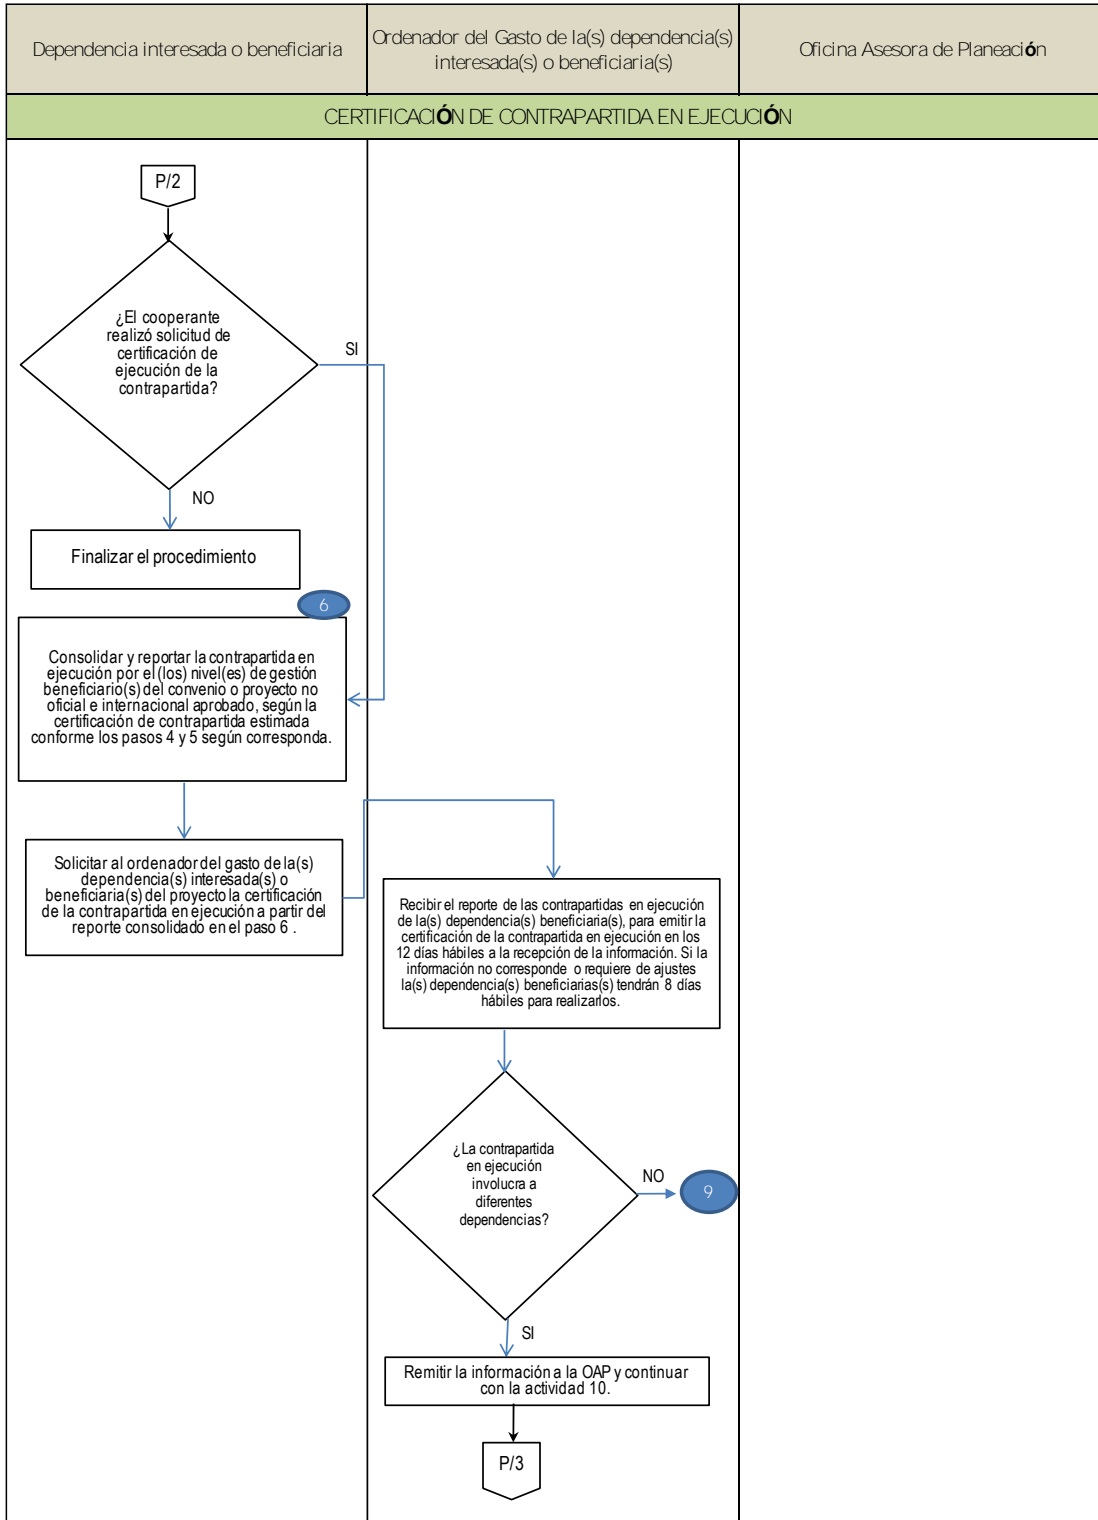 Dependencia interesada o beneficiaria
Ordenador del Gasto de la(s) dependencia(s)
interesada(s) o beneficiaria(s)
Oficina Asesora de Planeación
CERTIFICACIÓN DE CONTRAPARTIDA EN EJECUCIÓN
P/2
¿El cooperante
realizó solicitud de
certificación de
ejecución de la
contrapartida?
SI
NO
Finalizar el procedimiento
6
Consolidar y reportar la contrapartida en
ejecución por el (los) nivel(es) de gestión
beneficiario(s) del convenio o proyecto no
oficial e internacional aprobado, según la
certificación de contrapartida estimada
conforme los pasos 4 y 5 según corresponda.
Solicitar al ordenador del gasto de la(s)
dependencia(s) interesada(s) o
beneficiaria(s) del proyecto la certificación
de la contrapartida en ejecución a partir del
reporte consolidado en el paso 6 .
Recibir el reporte de las contrapartidas en ejecución
de la(s) dependencia(s) beneficiaria(s), para emitir la
certificación de la contrapartida en ejecución en los
12 días hábiles a la recepción de la información. Si la
información no corresponde o requiere de ajustes
la(s) dependencia(s) beneficiarias(s) tendrán 8 días
hábiles para realizarlos.
¿La contrapartida
en ejecución
involucra a
diferentes
dependencias?
NO
9
SI
Remitir la información a la OAP y continuar
con la actividad 10.
P/3